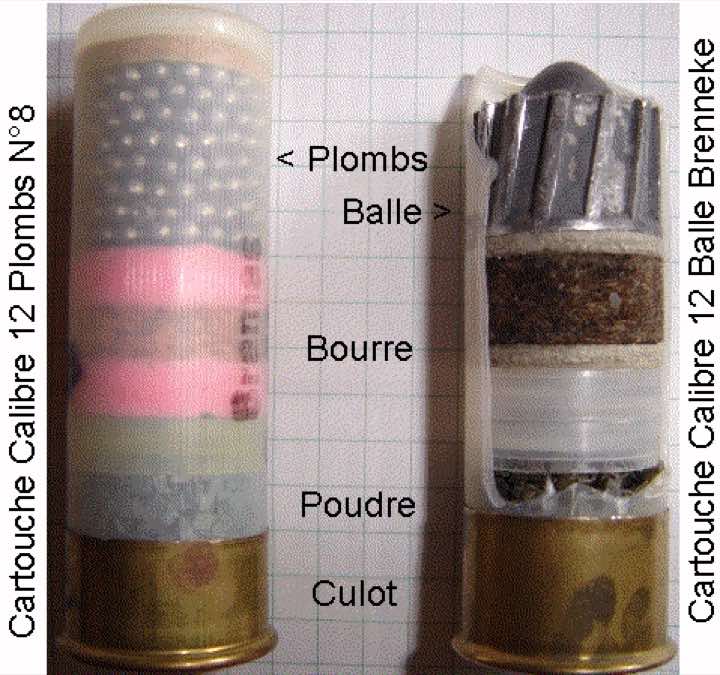 Cartouche Calibre 12 Plombs N°8
< Plombs
Balle >
Bourre
Poudre
Culot
Cartouche Calibre 12 Balle Brenneke